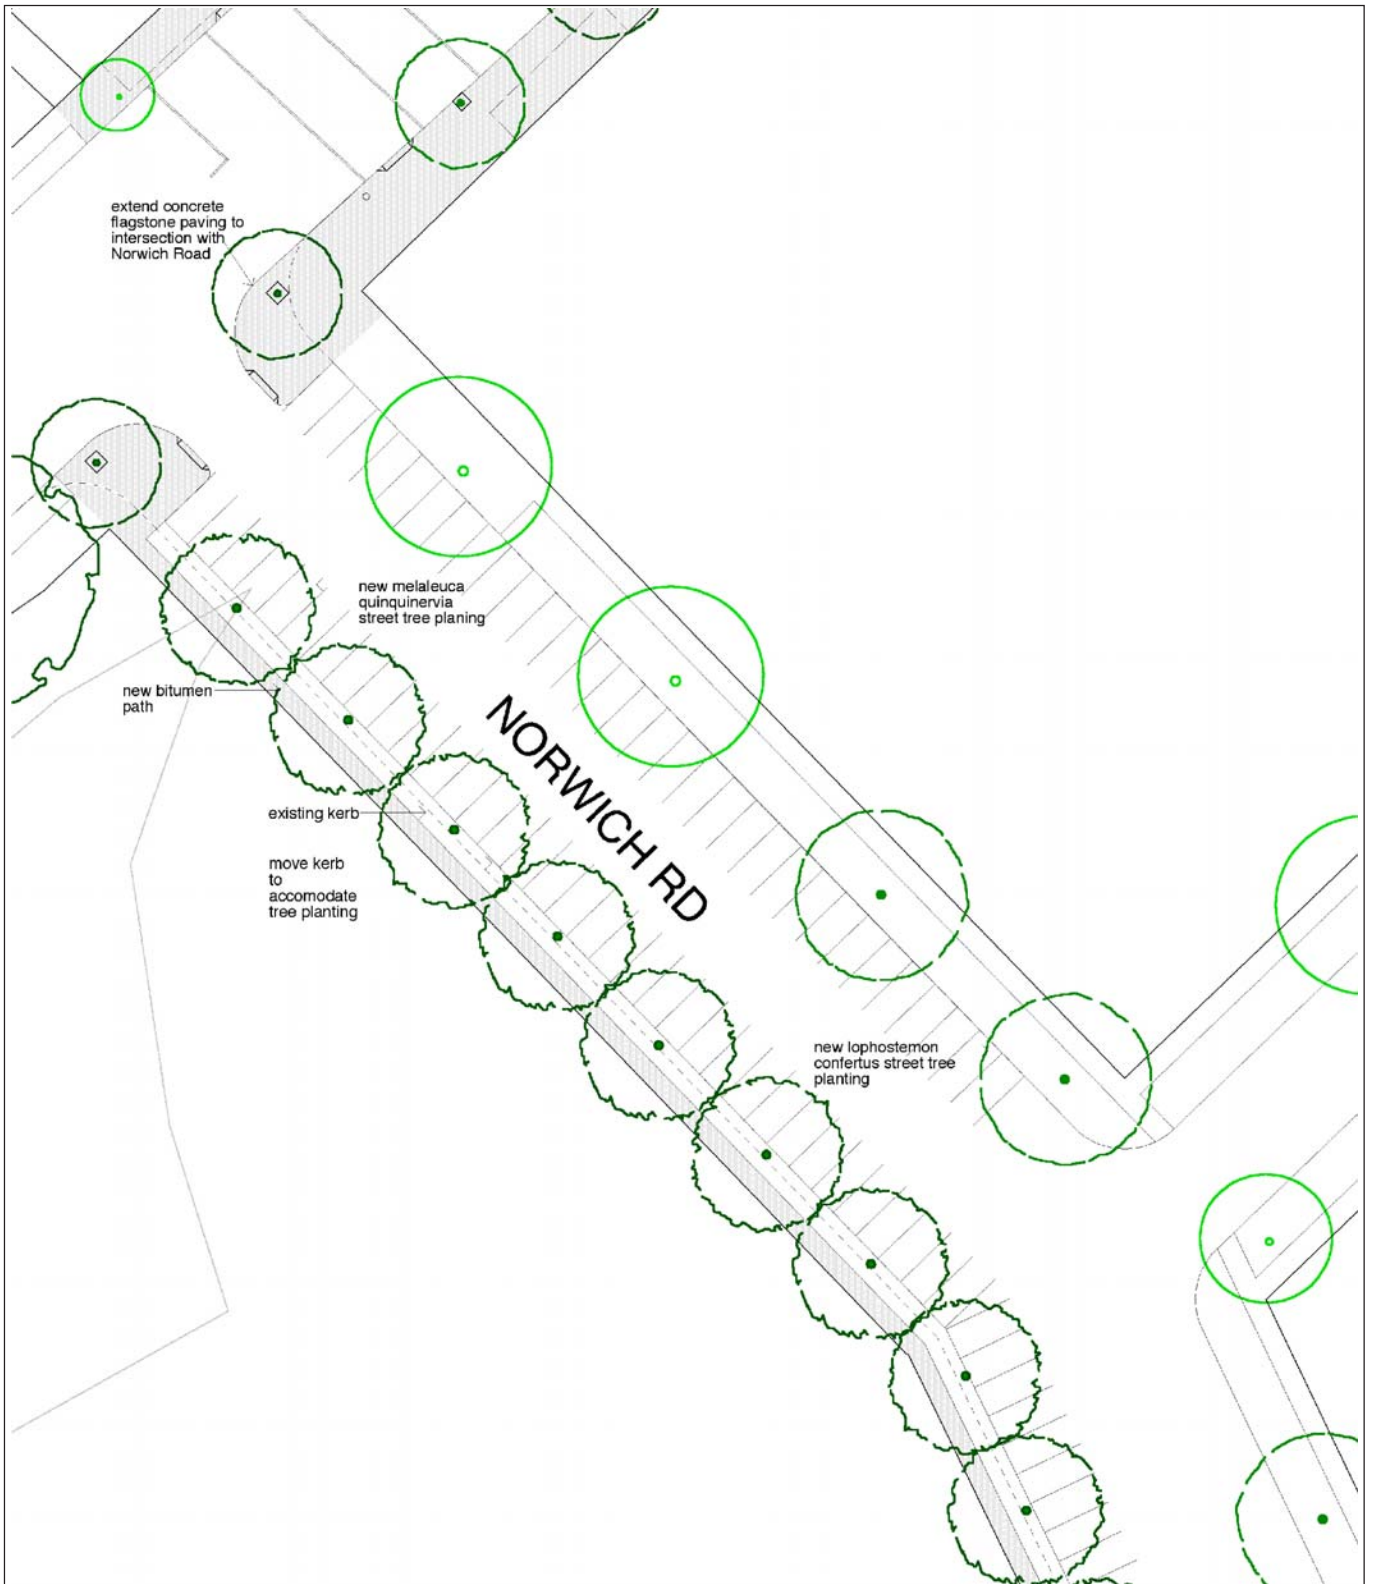 extend concrete
flagstone paving to
intersection with
Norwich Road
new melaleuca
quinquinervia
street tree planing
new bitumen
path
existing kerb
move kerb
to
accomodate
tree planting
NORWICH RD
new lophostemon
confertus street tree
planting